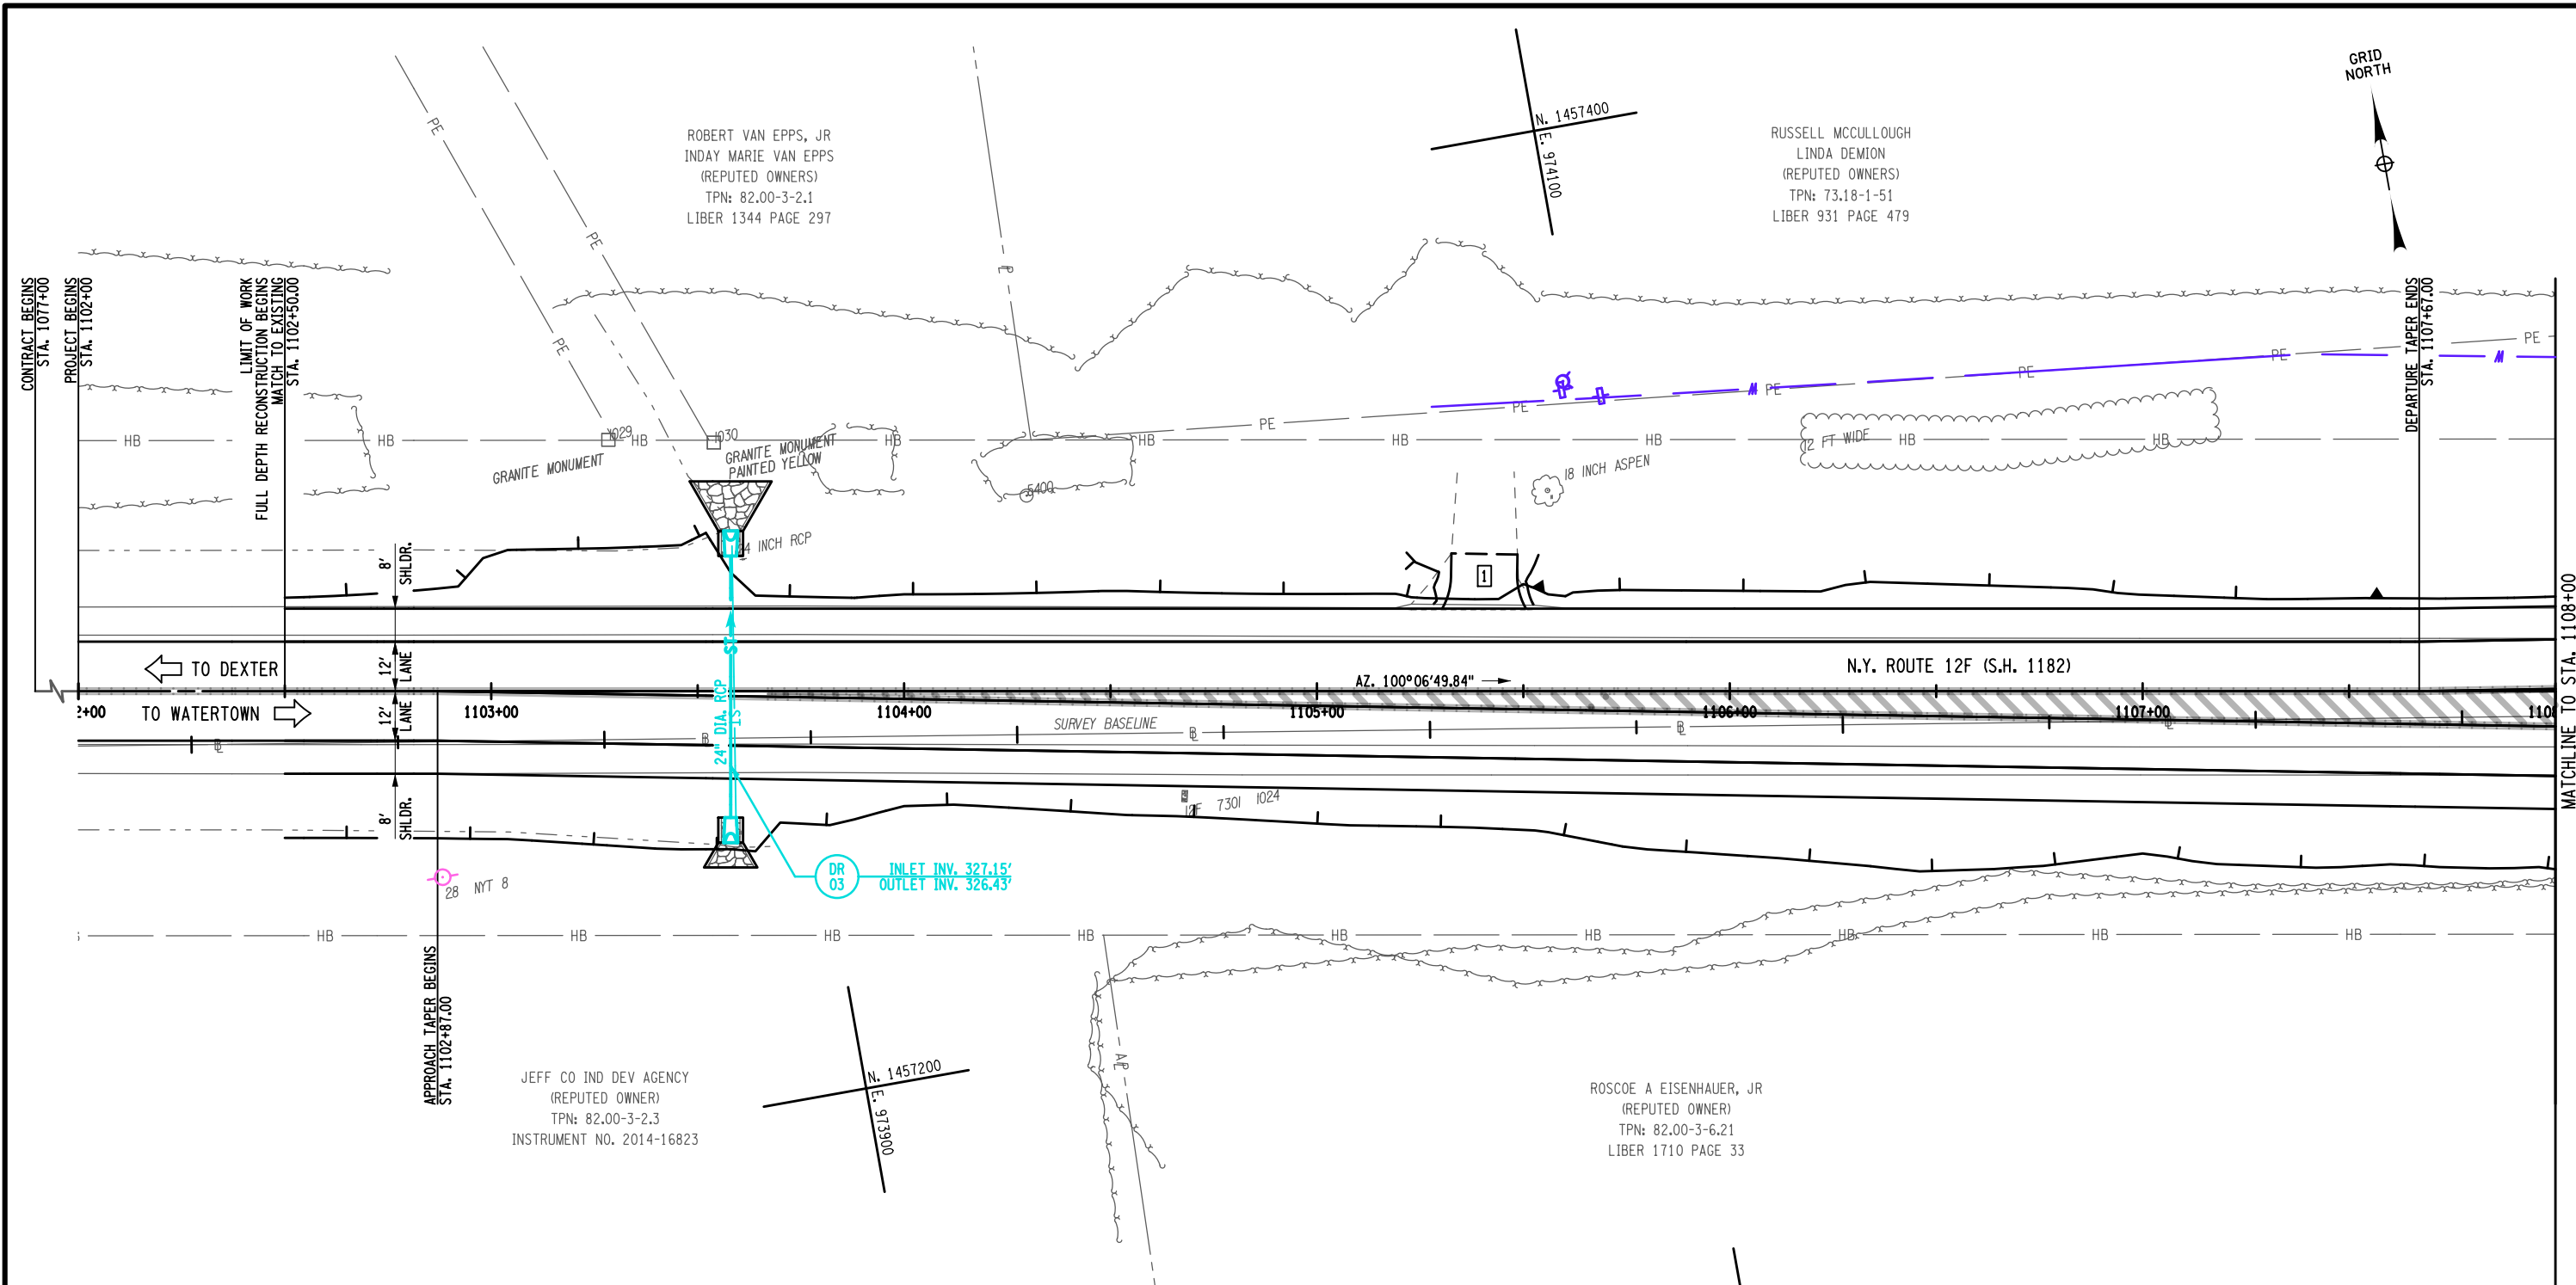 GRID
NORTH
N. 1457400
E. 974100
ROBERT VAN EPPS, JR
INDAY MARIE VAN EPPS
(REPUTED OWNERS)
TPN: 82.00-3-2.1
LIBER 1344 PAGE 297
RUSSELL MCCULLOUGH
LINDA DEMION
(REPUTED OWNERS)
TPN: 73.18-1-51
LIBER 931 PAGE 479
PE
PE
PE
PE
PE
PE
PE
PE
PE
CONTRACT BEGINS
STA. 1077+00
PROJECT BEGINS
STA. 1102+00
LIMIT OF WORK
FULL DEPTH RECONSTRUCTION BEGINS
MATCH TO EXISTING
STA. 1102+50.00
DEPARTURE TAPER ENDS
STA. 1107+67.00
HB
HB
HB
HB
HB
HB
HB
HB
HB
1029
1030
GRANITE MONUMENT
GRANITE MONUMENT
PAINTED YELLOW
5400
18 INCH ASPEN
12 FT WIDE
24 INCH RCP
1
8'
SHLDR.
12'
LANE
12'
LANE
8'
SHLDR.
TO DEXTER
TO WATERTOWN
N.Y. ROUTE 12F (S.H. 1182)
AZ. 100°06'49.84"
2+00
1103+00
1104+00
1105+00
1106+00
1107+00
1108
MATCHLINE TO STA. 1108+00
SURVEY BASELINE
24" DIA. RCP
12F 7301 1024
DR
03
INLET INV. 327.15'
OUTLET INV. 326.43'
28 NYT 8
HB
HB
HB
HB
HB
HB
HB
HB
HB
APPROACH TAPER BEGINS
STA. 1102+87.00
N. 1457200
E. 973900
JEFF CO IND DEV AGENCY
(REPUTED OWNER)
TPN: 82.00-3-2.3
INSTRUMENT NO. 2014-16823
ROSCOE A EISENHAUER, JR
(REPUTED OWNER)
TPN: 82.00-3-6.21
LIBER 1710 PAGE 33